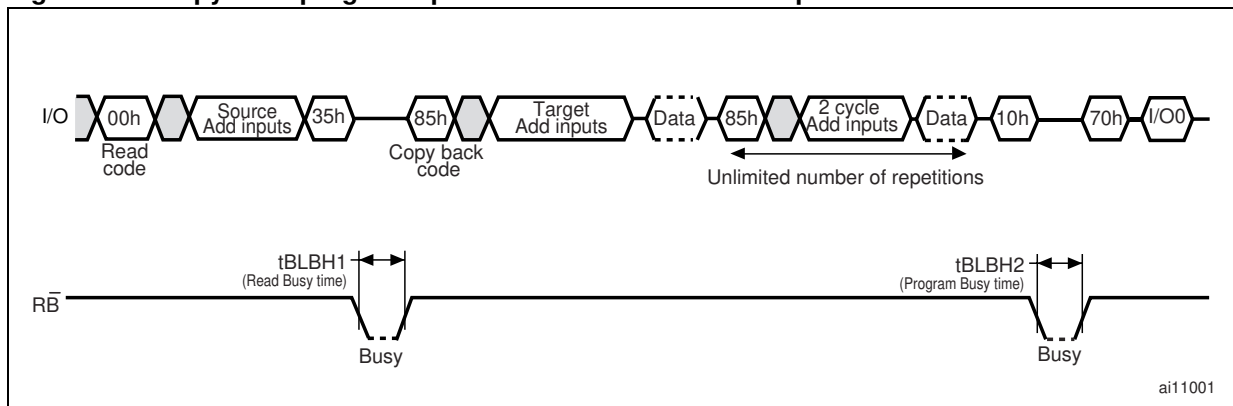 I/O
00h
Source
Add inputs
35h
85h
Target
Add inputs
Data
85h
2 cycle
Add inputs
Data
10h
70h
I/O0
Read
code
Copy back
code
Unlimited number of repetitions
tBLBH1
(Read Busy time)
tBLBH2
(Program Busy time)
RB̅
Busy
Busy
ai11001